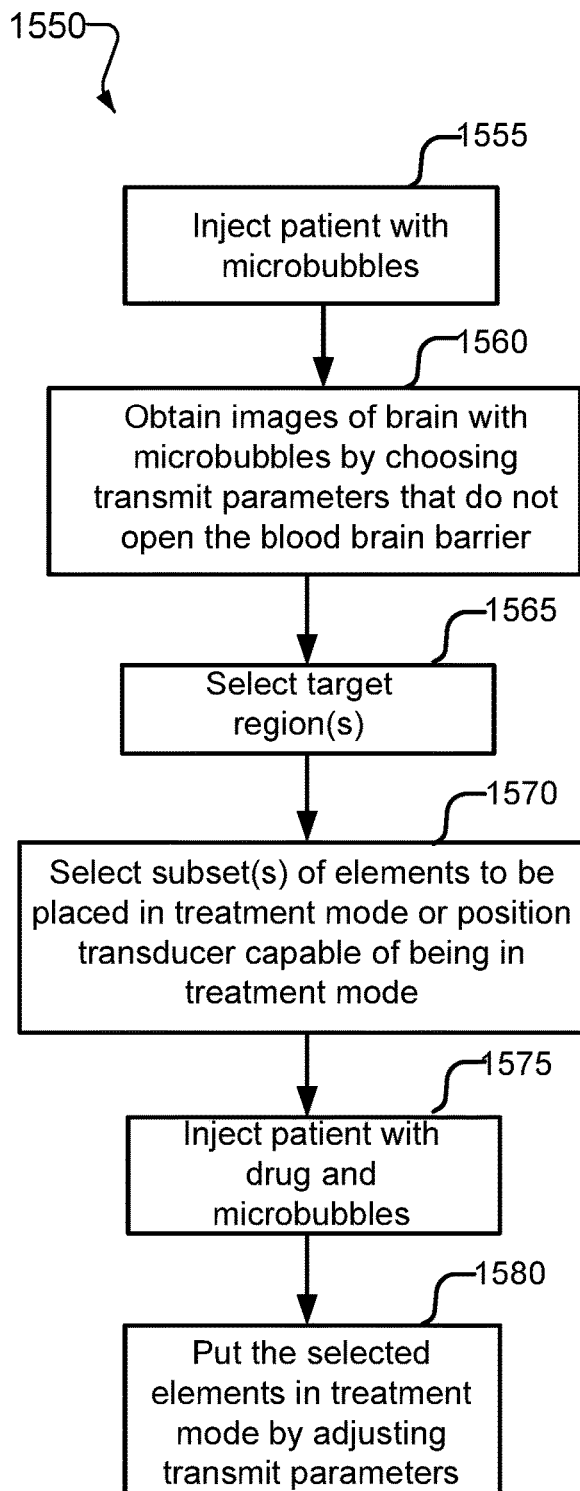 1550
1555
Inject patient with
microbubbles
1560
Obtain images of brain with
microbubbles by choosing
transmit parameters that do not
open the blood brain barrier
1565
Select target
region(s)
1570
Select subset(s) of elements to be
placed in treatment mode or position
transducer capable of being in
treatment mode
1575
Inject patient with
drug and
microbubbles
1580
Put the selected
elements in treatment
mode by adjusting
transmit parameters